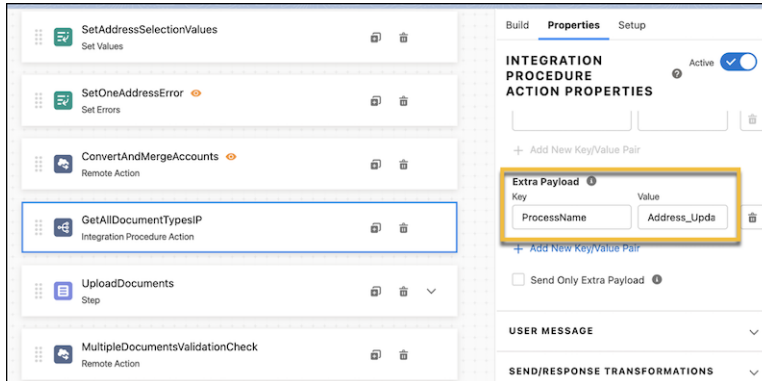 SetAddressSelectionValues
Set Values
SetOneAddressError
Set Errors
ConvertAndMergeAccounts
Remote Action
GetAllDocumentTypesIP
Integration Procedure Action
UploadDocuments
Step
MultipleDocumentsValidationCheck
Remote Action
Build Properties Setup
INTEGRATION
PROCEDURE
ACTION PROPERTIES
Active
+ Add New Key/Value Pair
Extra Payload
Key Value
ProcessName Address_Upda
+ Add New Key/Value Pair
Send Only Extra Payload
USER MESSAGE
SEND/RESPONSE TRANSFORMATIONS